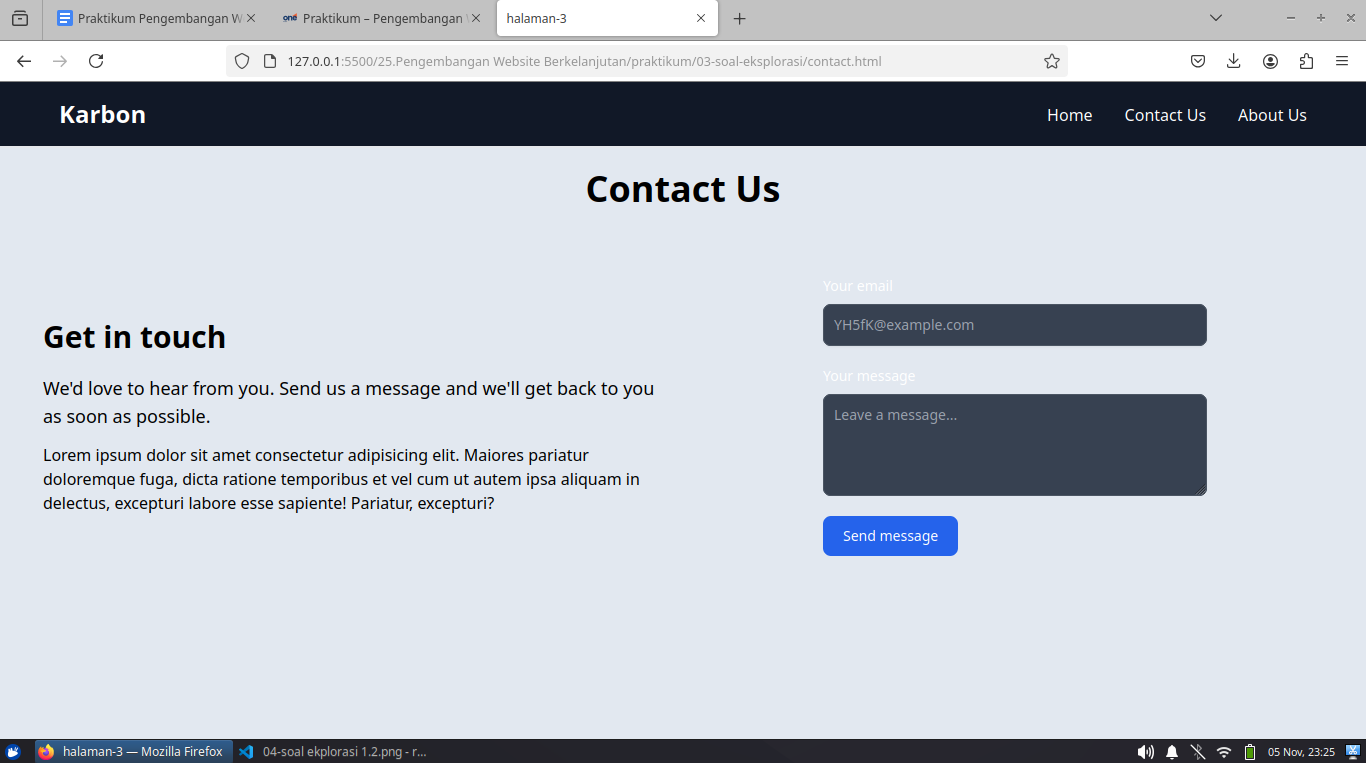 Praktikum Pengembangan W
one
Praktikum – Pengembangan
halaman-3
127.0.0.1:5500/25.Pengembangan Website Berkelanjutan/praktikum/03-soal-eksplorasi/contact.html
Karbon
Home
Contact Us
About Us
Contact Us
Get in touch
We'd love to hear from you. Send us a message and we'll get back to you
as soon as possible.
Lorem ipsum dolor sit amet consectetur adipisicing elit. Maiores pariatur
doloremque fuga, dicta ratione temporibus et vel cum ut autem ipsa aliquam in
delectus, excepturi labore esse sapiente! Pariatur, excepturi?
Your email
YH5fK@example.com
Your message
Leave a message...
Send message
halaman-3 — Mozilla Firefox
04-soal ekplorasi 1.2.png - r...
05 Nov, 23:25